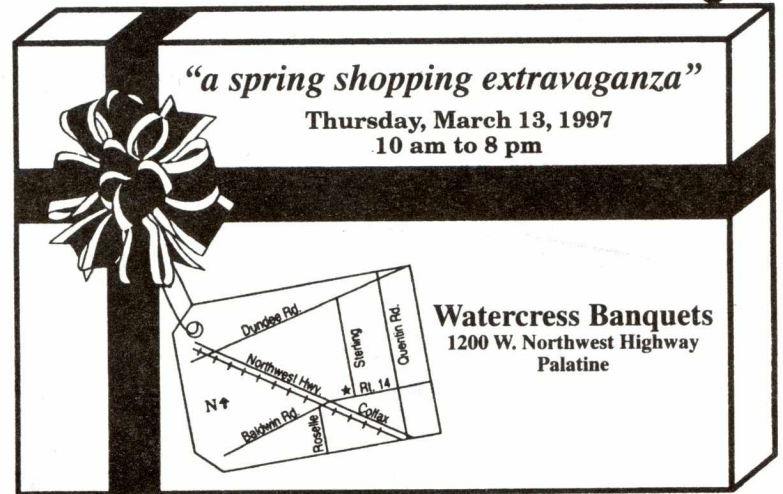 “a spring shopping extravaganza”
Thursday, March 13, 1997
10 am to 8 pm
Watercress Banquets
1200 W. Northwest Highway
Palatine
Dundee Rd.
Sterling
Quentin Rd.
Northwest Hwy.
Rt. 14
N
Colfax
Baldwin Rd.
Roselle